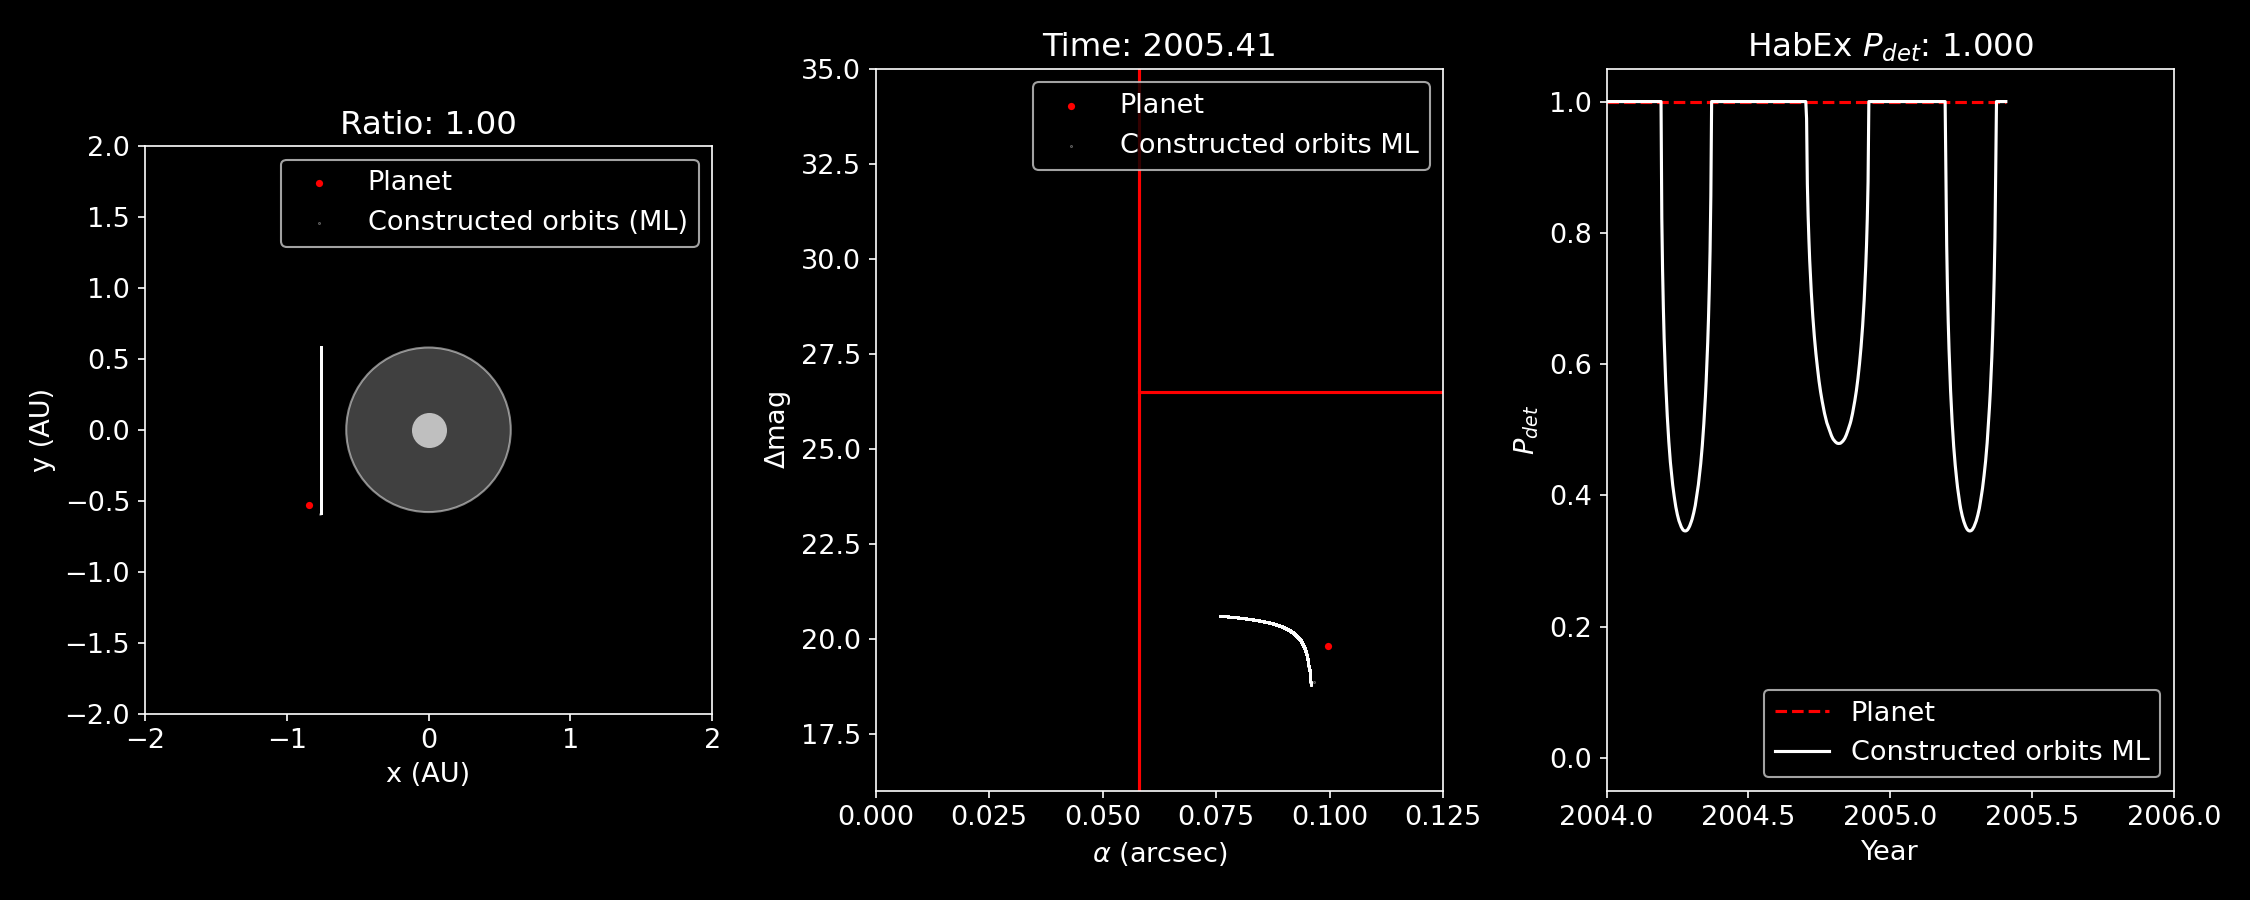 Ratio: 1.00
Planet
Constructed orbits (ML)
2.0
1.5
1.0
0.5
0.0
−0.5
−1.0
−1.5
−2.0
y (AU)
−2
−1
0
1
2
x (AU)
Time: 2005.41
Planet
Constructed orbits ML
35.0
32.5
30.0
27.5
25.0
22.5
20.0
17.5
Δmag
0.000
0.025
0.050
0.075
0.100
0.125
α (arcsec)
HabEx P_det: 1.000
1.0
0.8
0.6
0.4
0.2
0.0
P_det
Planet
Constructed orbits ML
2004.0
2004.5
2005.0
2005.5
2006.0
Year